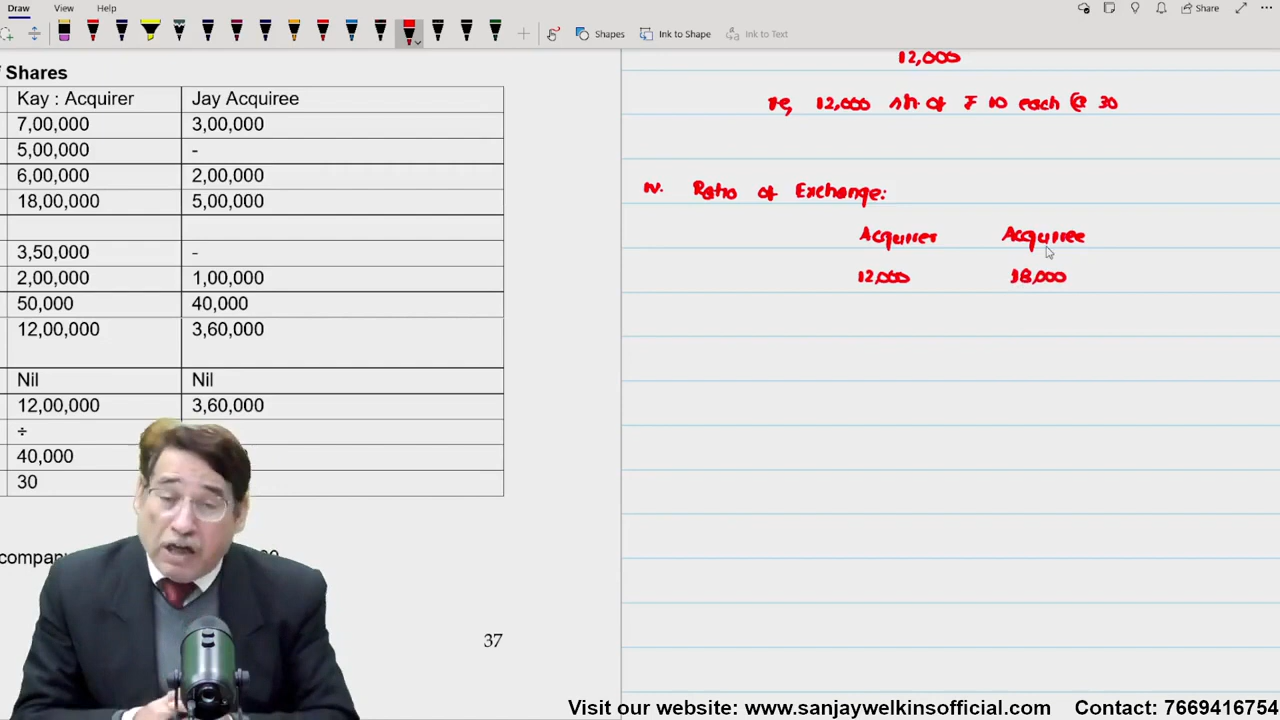 Draw View Help
Share
Shapes Ink to Shape Ink to Text
Shares
Kay : Acquirer Jay Acquiree
7,00,000 3,00,000
5,00,000 -
6,00,000 2,00,000
18,00,000 5,00,000
3,50,000 -
2,00,000 1,00,000
50,000 40,000
12,00,000 3,60,000
Nil Nil
12,00,000 3,60,000
÷
40,000
30
company
37
12,000
ie, 12,000 sh. of ₹ 10 each @ 30
iv. Ratio of Exchange:
Acquirer Acquiree
12,000 18,000
Visit our website: www.sanjaywelkinsofficial.com Contact: 7669416754